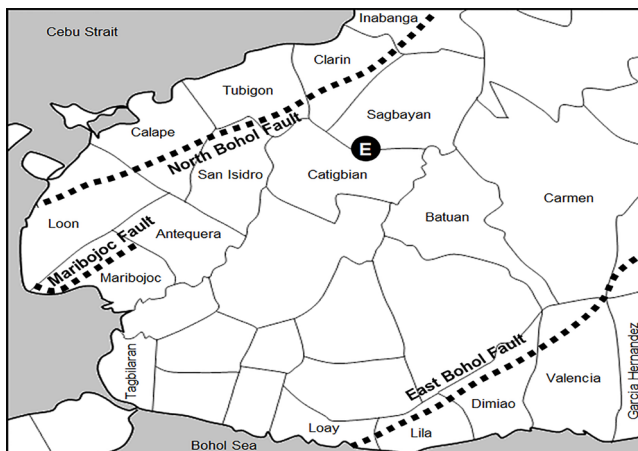 Inabanga
Cebu Strait
Clarin
Tubigon
Sagbayan
Calape
North Bohol Fault
E
San Isidro
Catigbian
Carmen
Loon
Batuan
Antequera
Maribojoc Fault
Maribojoc
Tagbilaran
East Bohol Fault
Valencia
Garcia Hernandez
Dimiao
Loay
Lila
Bohol Sea